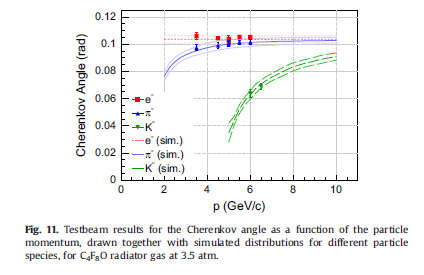 0.12
0.1
0.08
0.06
0.04
0.02
0
Cherenkov Angle (rad)
e⁻
π⁻
K⁻
e⁻ (sim.)
π⁻ (sim.)
K⁻ (sim.)
0 2 4 6 8 10
p (GeV/c)
Fig. 11. Testbeam results for the Cherenkov angle as a function of the particle
momentum, drawn together with simulated distributions for different particle
species, for C₄F₈O radiator gas at 3.5 atm.